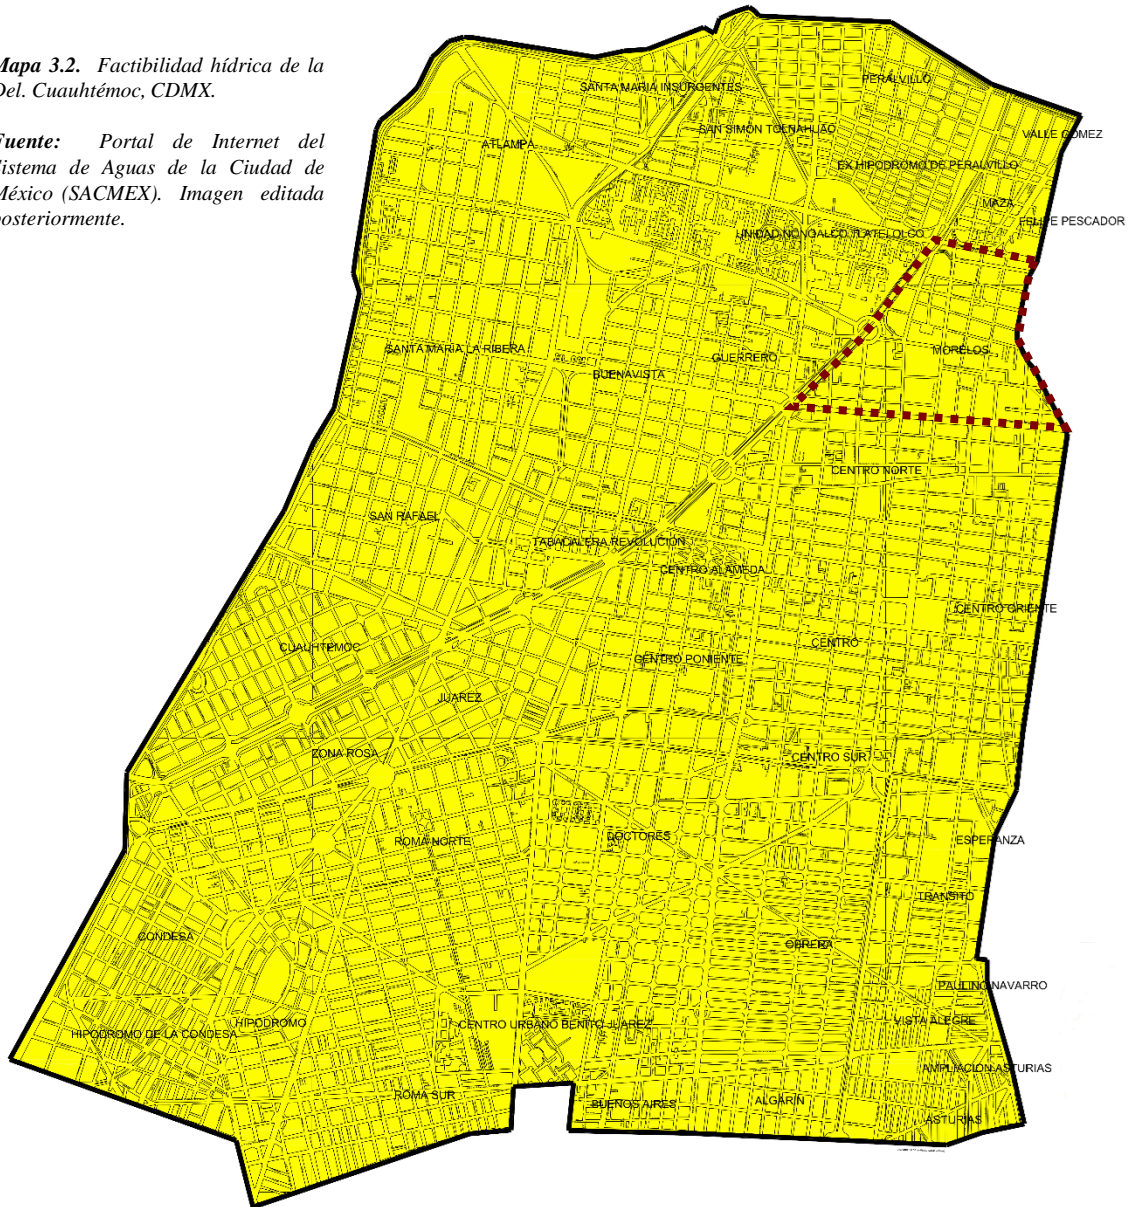 Mapa 3.2. Factibilidad hídrica de la
Del. Cuauhtémoc, CDMX.
Fuente: Portal de Internet del
Sistema de Aguas de la Ciudad de
México (SACMEX). Imagen editada
posteriormente.
PERALVILLO
SANTA MARIA INSURGENTES
SAN SIMON TOLNAHUAC
VALLE GOMEZ
ATLAMPA
EX HIPODROMO DE PERALVILLO
MAZA
FELIPE PESCADOR
UNIDAD NONOALCO TLATELOLCO
SANTA MARIA LA RIBERA
GUERRERO
MORELOS
BUENAVISTA
CENTRO NORTE
SAN RAFAEL
TABACALERA REVOLUCION
CENTRO ALAMEDA
CENTRO ORIENTE
CUAUHTEMOC
CENTRO
CENTRO PONIENTE
JUAREZ
ZONA ROSA
CENTRO SUR
DOCTORES
ROMA NORTE
ESPERANZA
TRANSITO
CONDESA
OBRERA
PAULINO NAVARRO
HIPODROMO
CENTRO URBANO BENITO JUAREZ
VISTA ALEGRE
HIPODROMO DE LA CONDESA
AMPLIACION ASTURIAS
ROMA SUR
BUENOS AIRES
ALGARIN
ASTURIAS